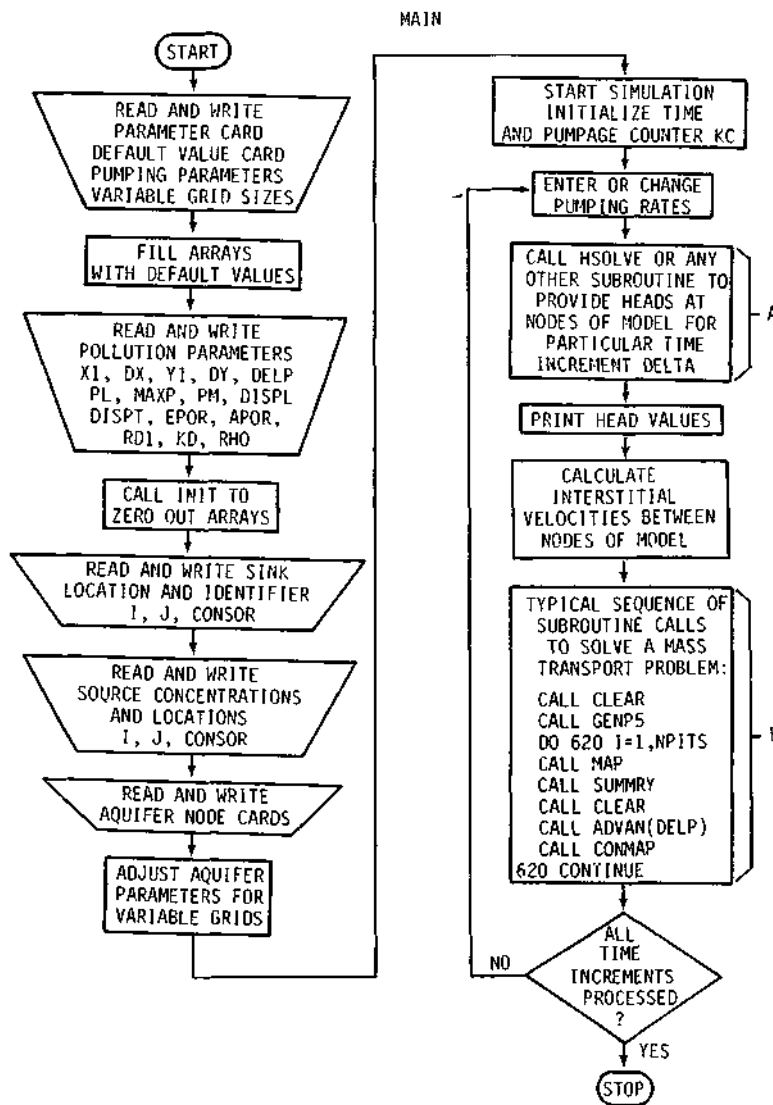 MAIN
START
READ AND WRITE
PARAMETER CARD
DEFAULT VALUE CARD
PUMPING PARAMETERS
VARIABLE GRID SIZES
FILL ARRAYS
WITH DEFAULT VALUES
READ AND WRITE
POLLUTION PARAMETERS
X1, DX, Y1, DY, DELP
PL, MAXP, PM, DISPL
DISPT, EPOR, APOR,
RD1, KD, RHO
CALL INIT TO
ZERO OUT ARRAYS
READ AND WRITE SINK
LOCATION AND IDENTIFIER
I, J, CONSOR
READ AND WRITE
SOURCE CONCENTRATIONS
AND LOCATIONS
I, J, CONSOR
READ AND WRITE
AQUIFER NODE CARDS
ADJUST AQUIFER
PARAMETERS FOR
VARIABLE GRIDS
START SIMULATION
INITIALIZE TIME
AND PUMPAGE COUNTER KC
ENTER OR CHANGE
PUMPING RATES
CALL HSOLVE OR ANY
OTHER SUBROUTINE TO
PROVIDE HEADS AT
NODES OF MODEL FOR
PARTICULAR TIME
INCREMENT DELTA
PRINT HEAD VALUES
CALCULATE
INTERSTITIAL
VELOCITIES BETWEEN
NODES OF MODEL
TYPICAL SEQUENCE OF
SUBROUTINE CALLS
TO SOLVE A MASS
TRANSPORT PROBLEM:
CALL CLEAR
CALL GENP5
DO 620 I=1,NPITS
CALL MAP
CALL SUMMRY
CALL CLEAR
CALL ADVAN(DELP)
CALL CONMAP
620 CONTINUE
ALL
TIME
INCREMENTS
PROCESSED
?
NO
YES
STOP